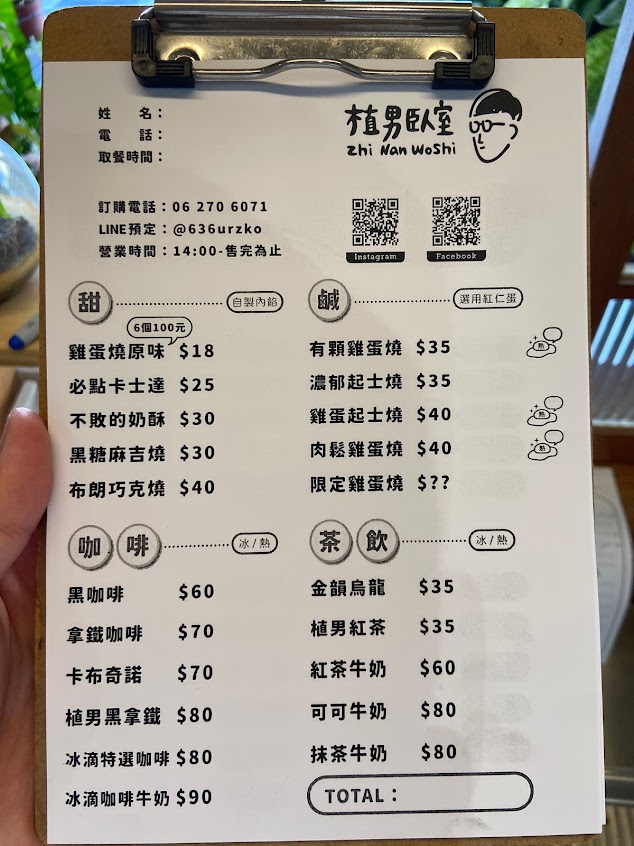 植男臥室
Zhi Nan WoShi
姓　名：
電　話：
取餐時間：
訂購電話：06 270 6071
LINE預定：@636urzko
營業時間：14:00-售完為止
Instagram
Facebook
甜 自製內餡
6個100元
雞蛋燒原味 $18
必點卡士達 $25
不敗的奶酥 $30
黑糖麻吉燒 $30
布朗巧克燒 $40
鹹 選用紅仁蛋
有顆雞蛋燒 $35 熱
濃郁起士燒 $35
雞蛋起士燒 $40 熱
肉鬆雞蛋燒 $40 熱
限定雞蛋燒 $??
咖啡 冰/熱
黑咖啡 $60
拿鐵咖啡 $70
卡布奇諾 $70
植男黑拿鐵 $80
冰滴特選咖啡 $80
冰滴咖啡牛奶 $90
茶飲 冰/熱
金韻烏龍 $35
植男紅茶 $35
紅茶牛奶 $60
可可牛奶 $80
抹茶牛奶 $80
TOTAL：